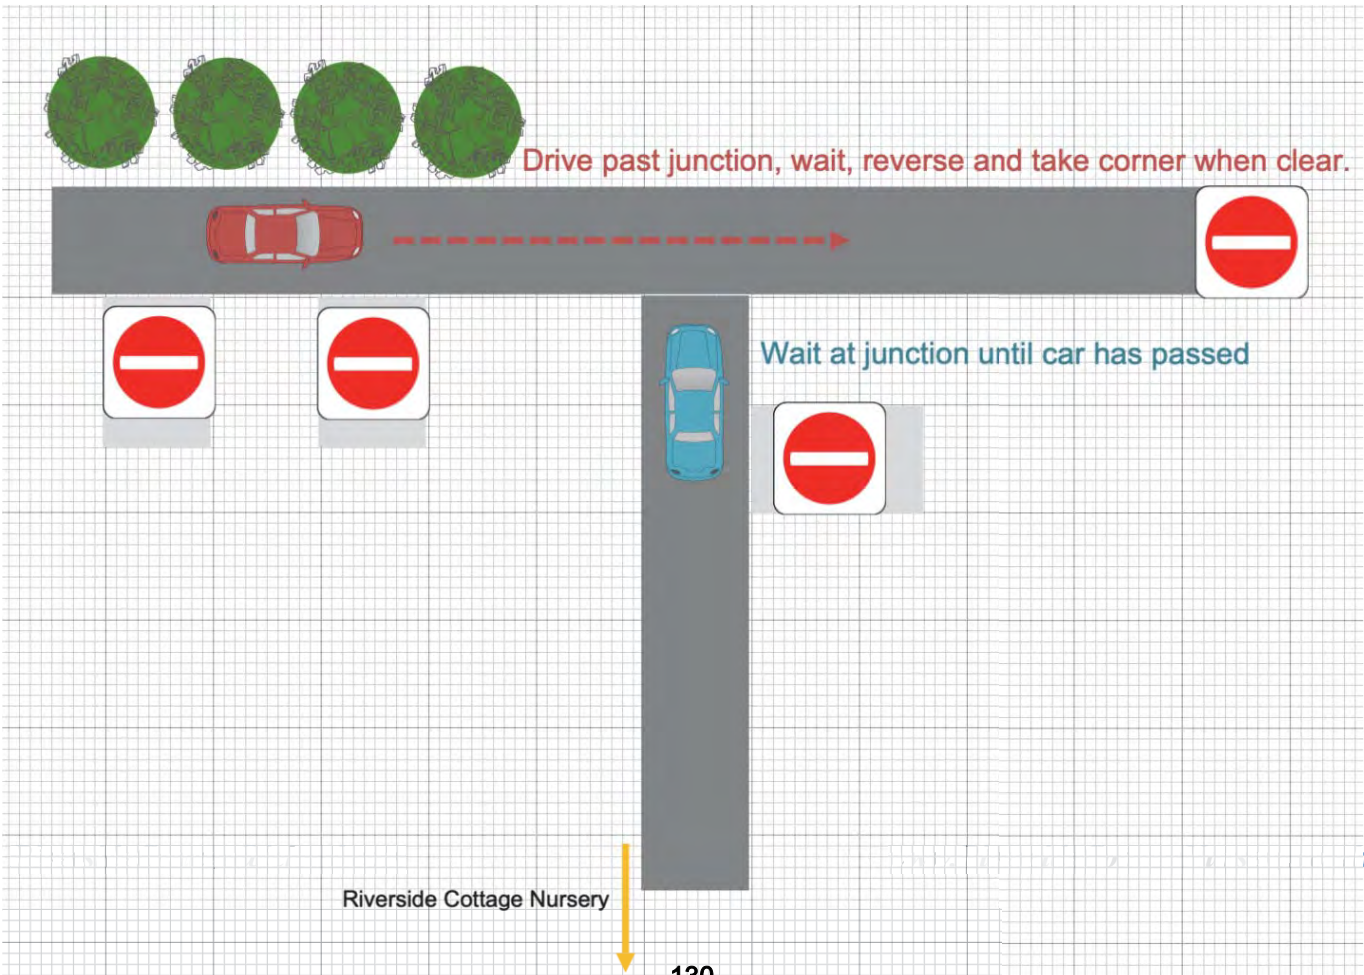 Drive past junction, wait, reverse and take corner when clear.
Wait at junction until car has passed
Riverside Cottage Nursery
130